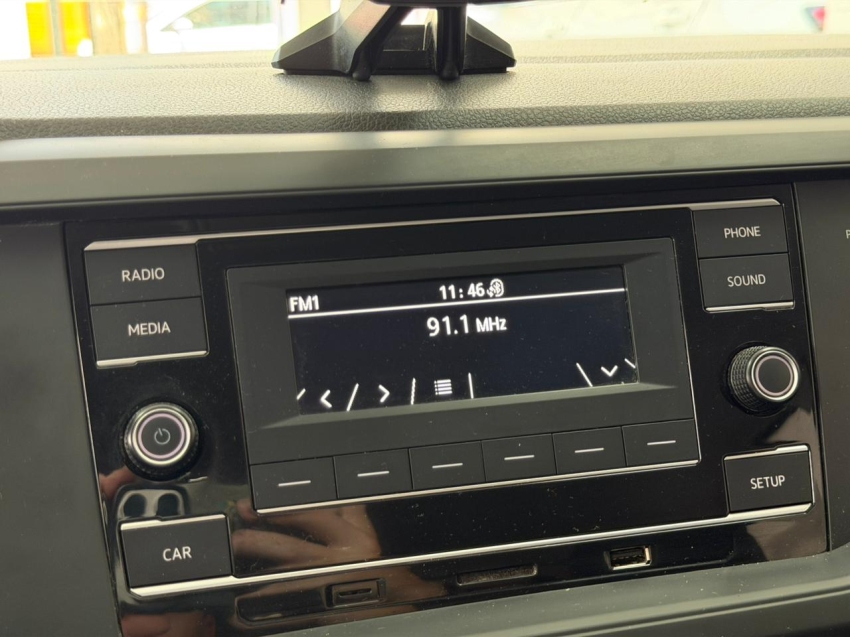 PHONE
RADIO
SOUND
MEDIA
FM1
11:46
91.1 MHz
SETUP
CAR